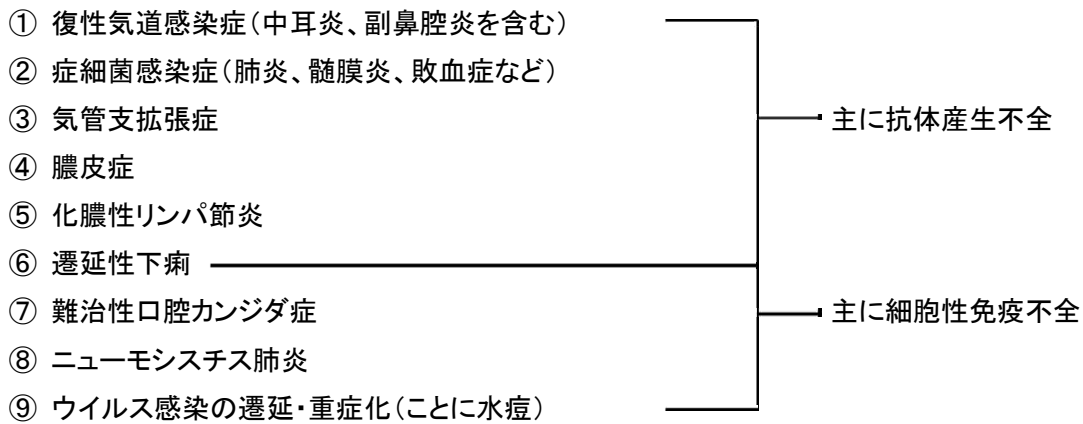 ① 復性気道感染症(中耳炎、副鼻腔炎を含む)
② 症細菌感染症(肺炎、髄膜炎、敗血症など)
③ 気管支拡張症
主に抗体産生不全
④ 膿皮症
⑤ 化膿性リンパ節炎
⑥ 遷延性下痢
⑦ 難治性口腔カンジダ症
主に細胞性免疫不全
⑧ ニューモシスチス肺炎
⑨ ウイルス感染の遷延・重症化(ことに水痘)